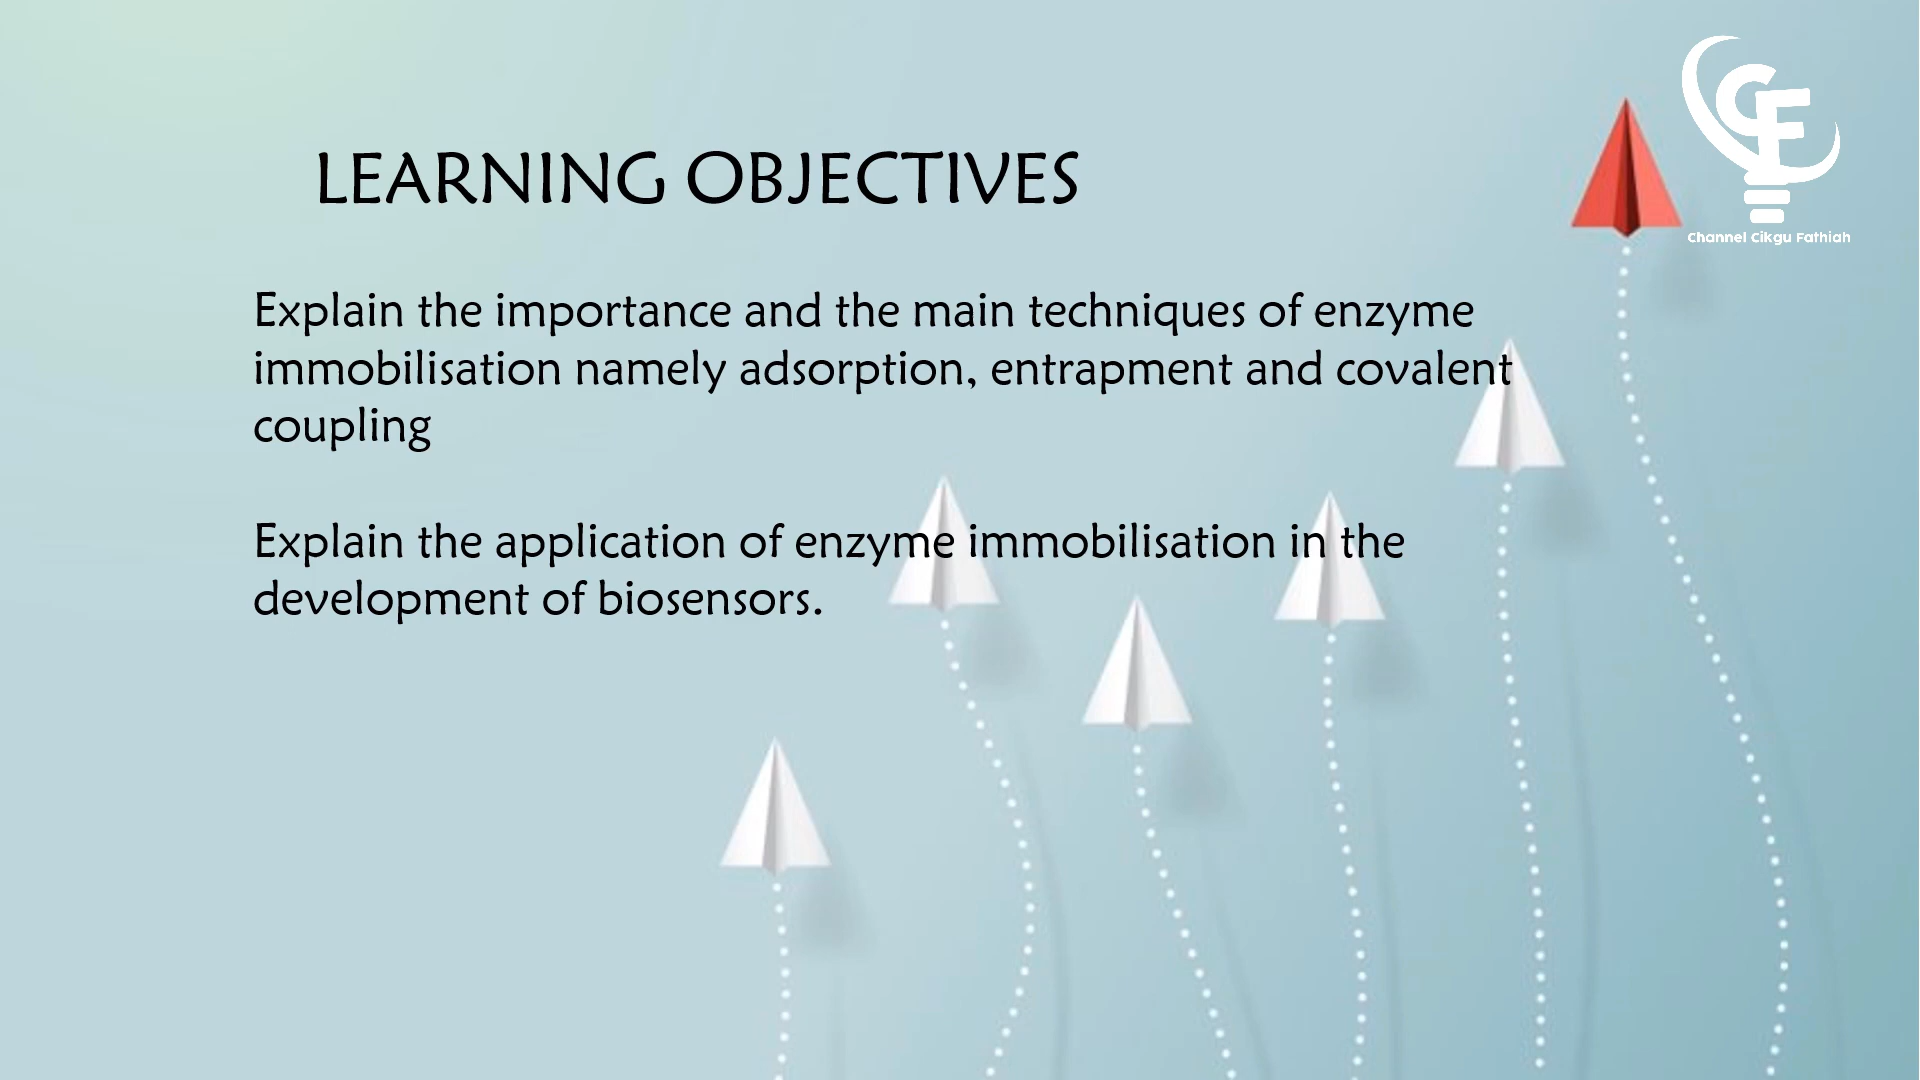 CF
Channel Cikgu Fathiah
LEARNING OBJECTIVES
Explain the importance and the main techniques of enzyme
immobilisation namely adsorption, entrapment and covalent
coupling
Explain the application of enzyme immobilisation in the
development of biosensors.